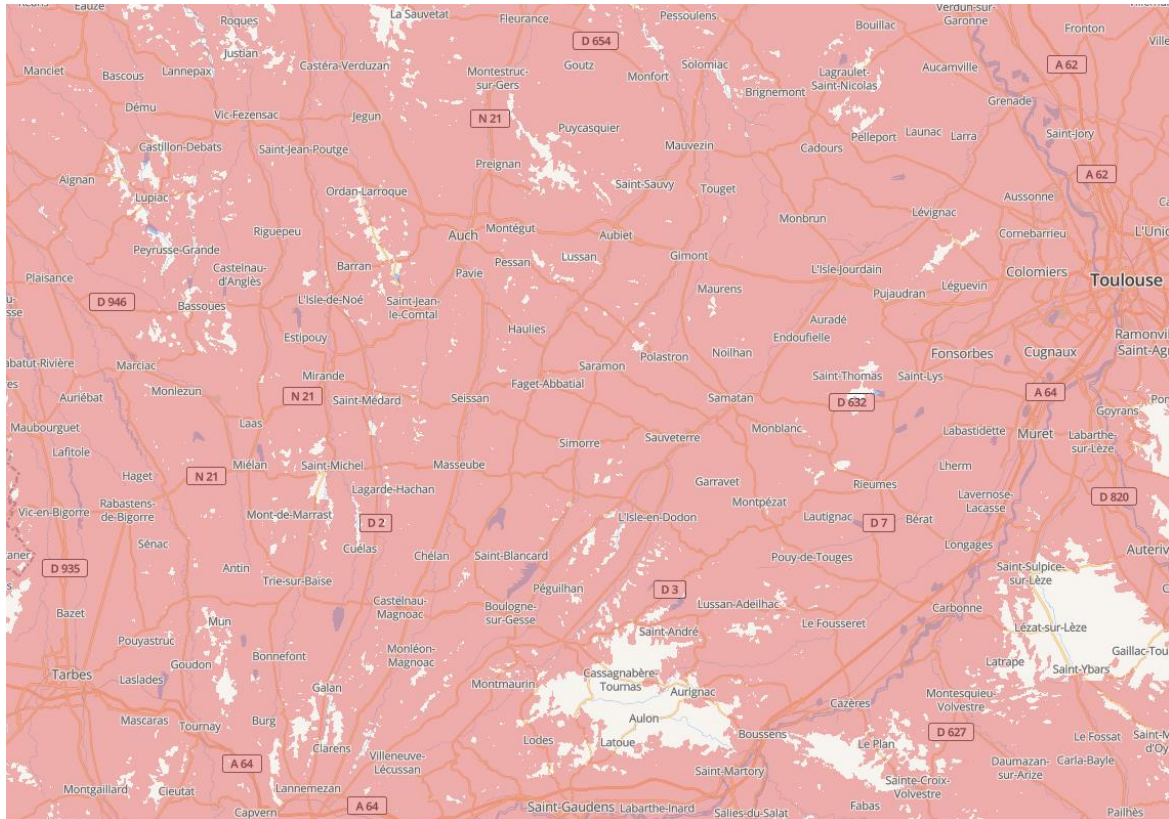 Eauze
Roques
Justian
La Sauvetat
Fleurance
Pessoulens
Bouillac
Verdun-sur-
Garonne
Fronton
D 654
A 62
Manciet
Bascous
Lannepax
Castéra-Verduzan
Montestruc-
sur-Gers
Goutz
Monfort
Solomiac
Brignemont
Lagraulet-
Saint-Nicolas
Aucamville
Grenade
Dému
Vic-Fezensac
Jegun
N 21
Puycasquier
Mauvezin
Cadours
Pelleport
Launac
Larra
Saint-Jory
Castillon-Debats
Saint-Jean-Poutge
Preignan
Aignan
Lupiac
Ordan-Larroque
Saint-Sauvy
Touget
A 62
Aussonne
Monbrun
Lévignac
Cornebarrieu
L'Unio
Peyrusse-Grande
Riguepeu
Auch
Montégut
Aubiet
Castelnau-
d'Anglès
Barran
Pavie
Pessan
Lussan
Gimont
L'Isle-Jourdain
Colomiers
Toulouse
Plaisance
D 946
Bassoues
L'Isle-de-Noé
Saint-Jean-
le-Comtal
Maurens
Pujaudran
Léguevin
Estipouy
Haulies
Auradé
Endoufielle
Ramonvil
Saint-Ag
abatut-Rivière
Marciac
Mirande
Saramon
Polastron
Noilhan
Fonsorbes
Cugnaux
Auriébat
Monlezun
N 21
Saint-Médard
Seissan
Faget-Abbatial
Samatan
Saint-Thomas
Saint-Lys
D 632
A 64
Goyrans
Maubourguet
Laas
Simorre
Sauveterre
Monblanc
Labastidette
Muret
Labarthe-
sur-Lèze
Lafitole
Haget
N 21
Miélan
Saint-Michel
Masseube
Lherm
Vic-en-Bigorre
Rabastens-
de-Bigorre
Mont-de-Marrast
Lagarde-Hachan
D 2
Garravet
Montpézat
Rieumes
Lavernose-
Lacasse
D 820
L'Isle-en-Dodon
Lautignac
D 7
Bérat
Sénac
Cuélas
Chélan
Saint-Blancard
Pouy-de-Touges
Longages
Auteriv
D 935
Antin
Trie-sur-Baise
Péguilhan
D 3
Saint-Sulpice-
sur-Lèze
Bazet
Castelnau-
Magnoac
Boulogne-
sur-Gesse
Lussan-Adeilhac
Le Fousseret
Carbonne
Mun
Saint-André
Lézat-sur-Lèze
Pouyastruc
Goudon
Bonnefont
Monléon-
Magnoac
Latrape
Gaillac-Tou
Saint-Ybars
Tarbes
Laslades
Galan
Montmaurin
Cassagnabère-
Tournas
Aurignac
Montesquieu-
Volvestre
Mascaras
Tournay
Burg
Aulon
Cazères
Clarens
Villeneuve-
Lécussan
Lodes
Latoue
Boussens
Le Plan
D 627
Le Fossat
A 64
Saint-Martory
Daumazan-
sur-Arize
Carla-Bayle
Montgaillard
Cieutat
Lannemezan
Sainte-Croix-
Volvestre
Capvern
A 64
Saint-Gaudens
Labarthe-Inard
Salies-du-Salat
Fabas
Pailhès